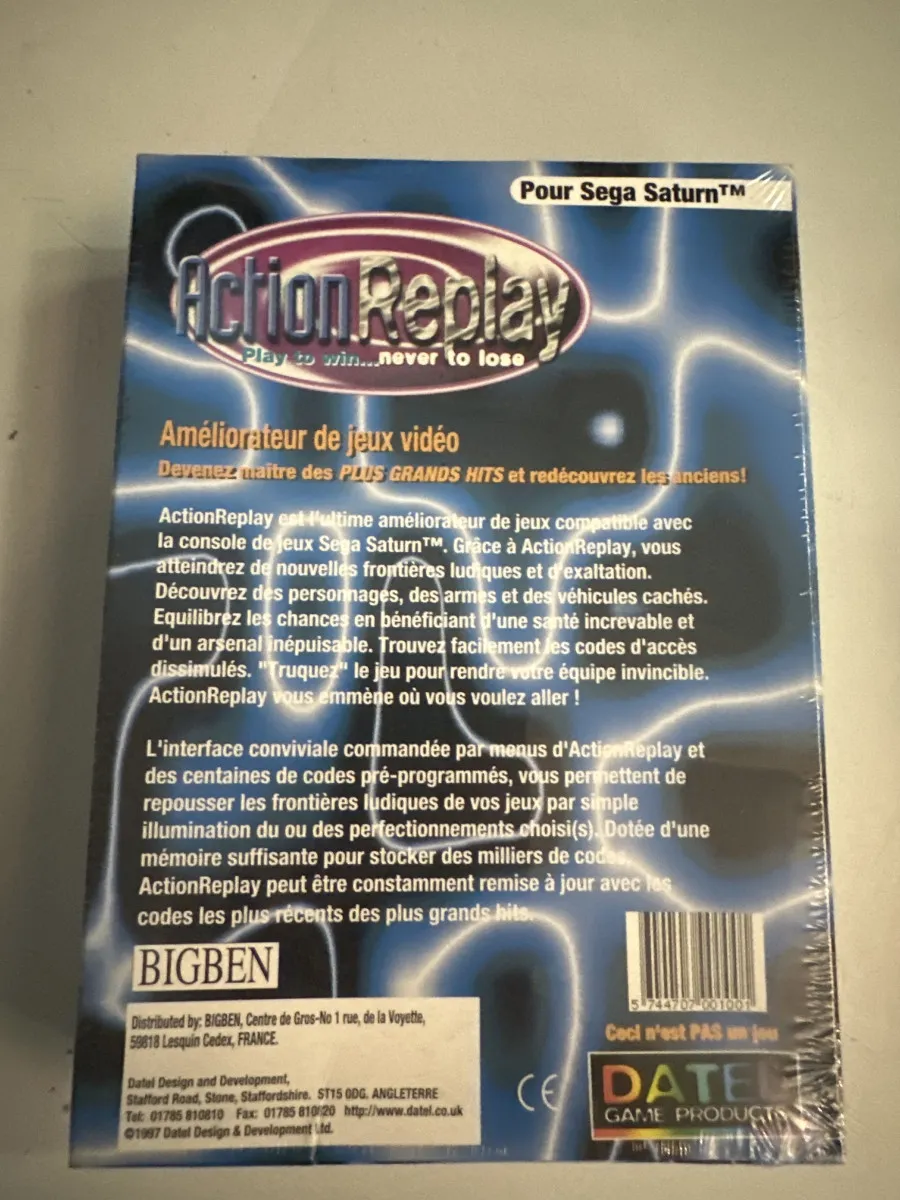 Pour Sega Saturn™
ActionReplay
Play to win...never to lose
Améliorateur de jeux vidéo
Devenez maître des PLUS GRANDS HITS et redécouvrez les anciens!
ActionReplay est l'ultime améliorateur de jeux compatible avec
la console de jeux Sega Saturn™. Grâce à ActionReplay, vous
atteindrez de nouvelles frontières ludiques et d'exaltation.
Découvrez des personnages, des armes et des véhicules cachés.
Equilibrez les chances en bénéficiant d'une santé increvable et
d'un arsenal inépuisable. Trouvez facilement les codes d'accès
dissimulés. "Truquez" le jeu pour rendre votre équipe invincible.
ActionReplay vous emmène où vous voulez aller !
L'interface conviviale commandée par menus d'ActionReplay et
des centaines de codes pré-programmés, vous permettent de
repousser les frontières ludiques de vos jeux par simple
illumination du ou des perfectionnements choisi(s). Dotée d'une
mémoire suffisante pour stocker des milliers de codes,
ActionReplay peut être constamment remise à jour avec les
codes les plus récents des plus grands hits.
BIGBEN
5 744707 001001
Distributed by: BIGBEN, Centre de Gros-No 1 rue, de la Voyette,
59818 Lesquin Cedex, FRANCE.
Ceci n'est PAS un jeu
Datel Design and Development,
Stafford Road, Stone, Staffordshire. ST15 0DG. ANGLETERRE
Tel: 01785 810810 Fax: 01785 810820 http://www.datel.co.uk
©1997 Datel Design & Development Ltd.
CE
DATEL
GAME PRODUCTS